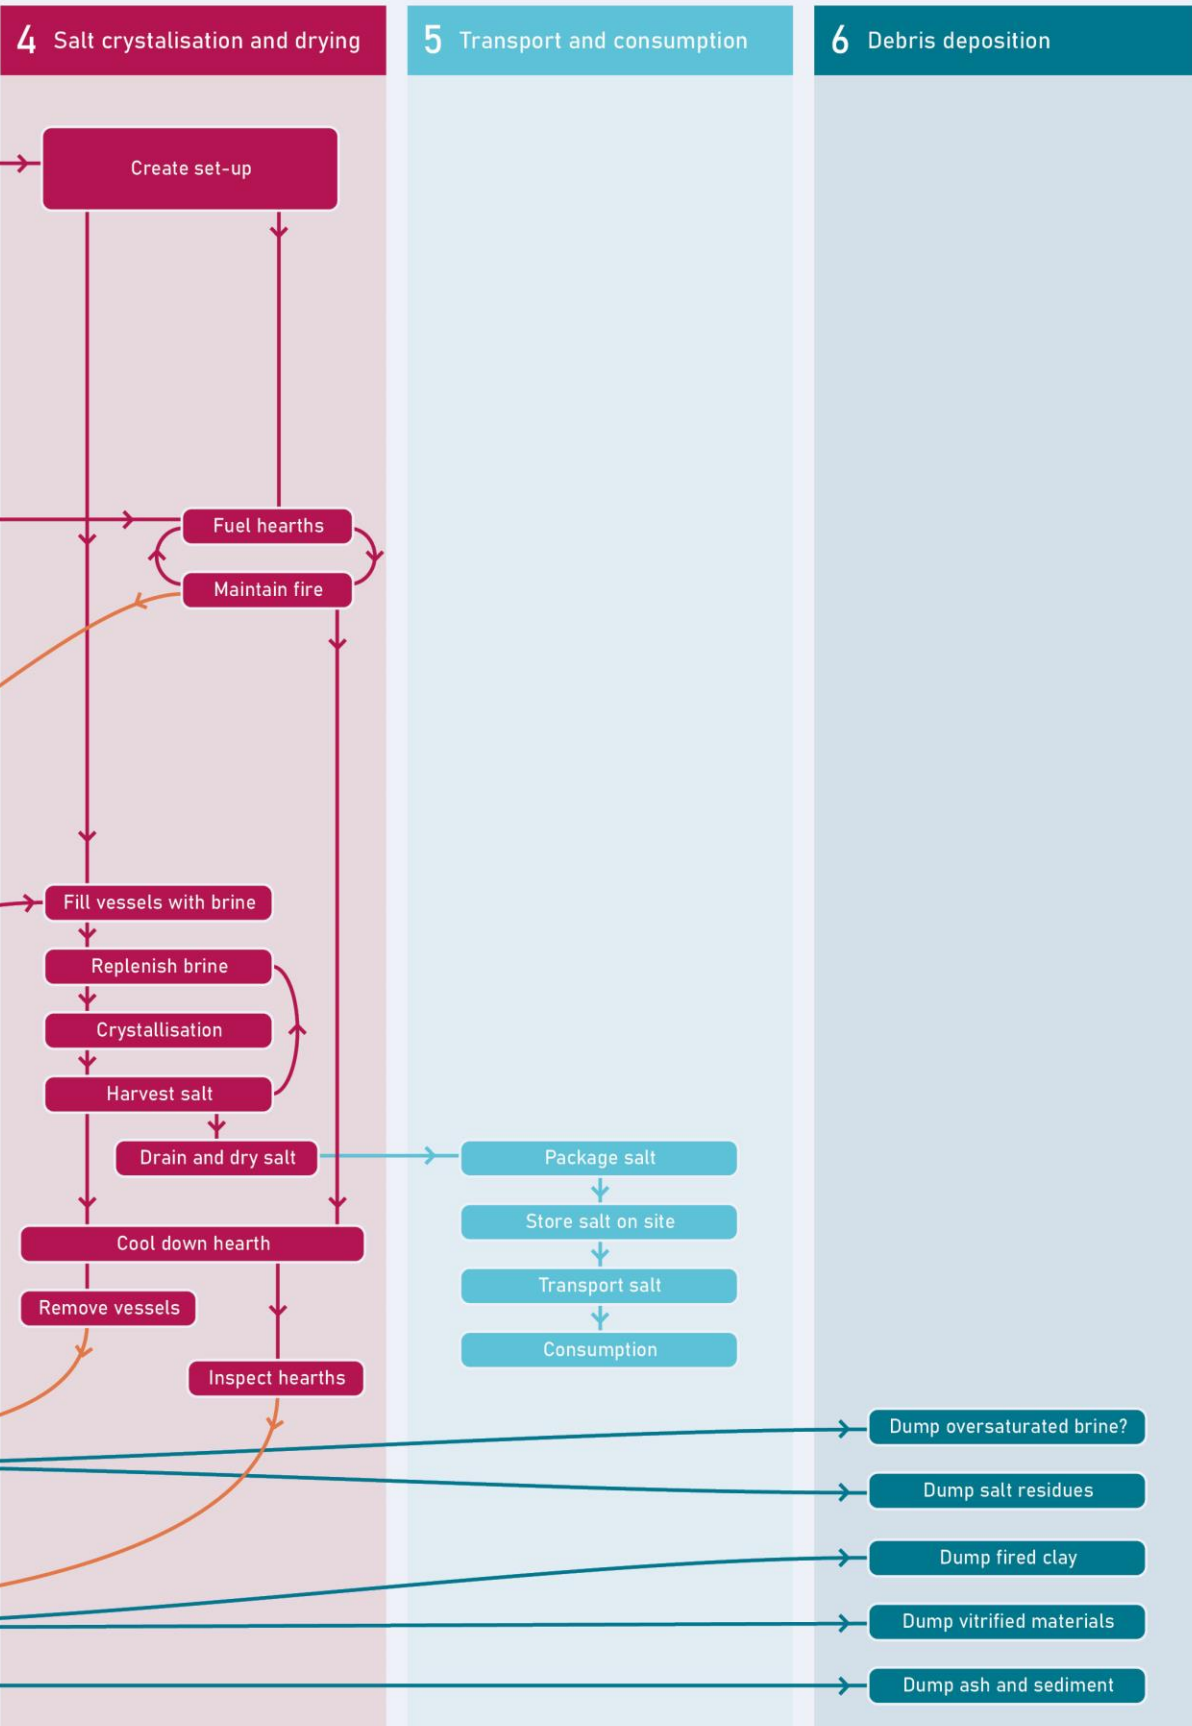 4 Salt crystalisation and drying
Create set-up
Fuel hearths
Maintain fire
Fill vessels with brine
Replenish brine
Crystallisation
Harvest salt
Drain and dry salt
Cool down hearth
Remove vessels
Inspect hearths
5 Transport and consumption
Package salt
Store salt on site
Transport salt
Consumption
6 Debris deposition
Dump oversaturated brine?
Dump salt residues
Dump fired clay
Dump vitrified materials
Dump ash and sediment